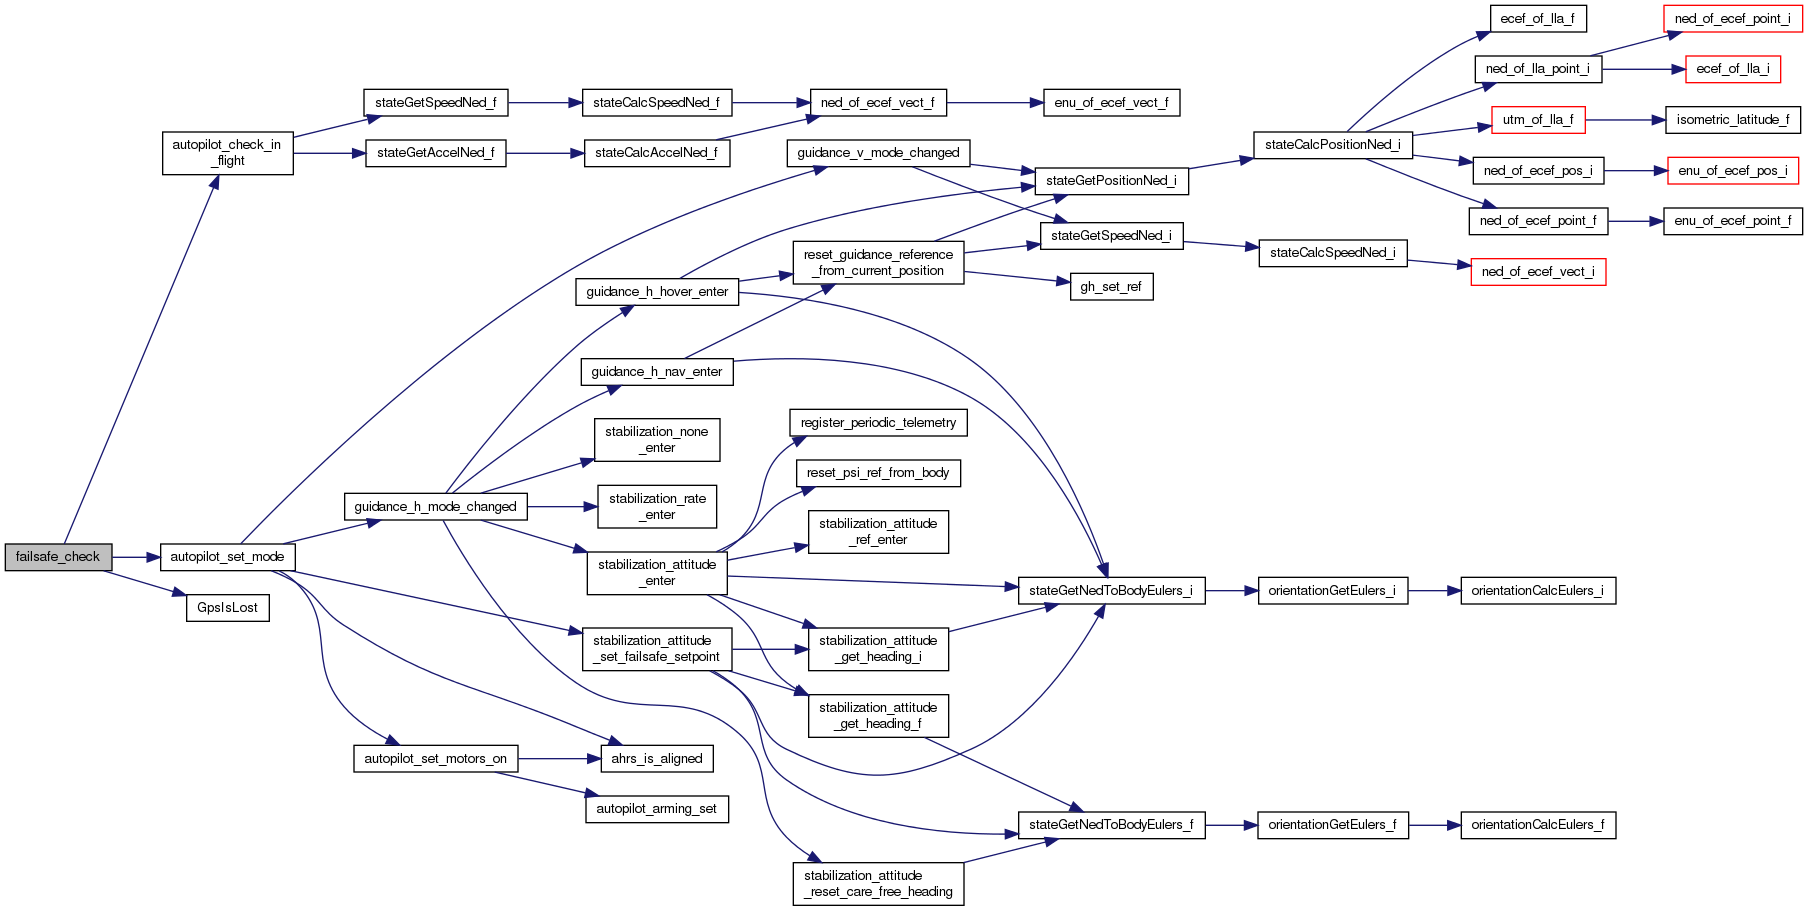 failsafe_check
autopilot_check_in
_flight
autopilot_set_mode
GpsIsLost
stateGetSpeedNed_f
stateGetAccelNed_f
guidance_h_mode_changed
autopilot_set_motors_on
stateCalcSpeedNed_f
stateCalcAccelNed_f
guidance_h_hover_enter
guidance_h_nav_enter
stabilization_none
_enter
stabilization_rate
_enter
stabilization_attitude
_enter
stabilization_attitude
_set_failsafe_setpoint
ahrs_is_aligned
autopilot_arming_set
ned_of_ecef_vect_f
guidance_v_mode_changed
reset_guidance_reference
_from_current_position
register_periodic_telemetry
reset_psi_ref_from_body
stabilization_attitude
_ref_enter
stabilization_attitude
_get_heading_i
stabilization_attitude
_get_heading_f
stabilization_attitude
_reset_care_free_heading
enu_of_ecef_vect_f
stateGetPositionNed_i
stateGetSpeedNed_i
gh_set_ref
stateGetNedToBodyEulers_i
stateGetNedToBodyEulers_f
stateCalcPositionNed_i
stateCalcSpeedNed_i
orientationGetEulers_i
orientationGetEulers_f
ecef_of_lla_f
ned_of_lla_point_i
utm_of_lla_f
ned_of_ecef_pos_i
ned_of_ecef_point_f
ned_of_ecef_vect_i
orientationCalcEulers_i
orientationCalcEulers_f
ned_of_ecef_point_i
ecef_of_lla_i
isometric_latitude_f
enu_of_ecef_pos_i
enu_of_ecef_point_f